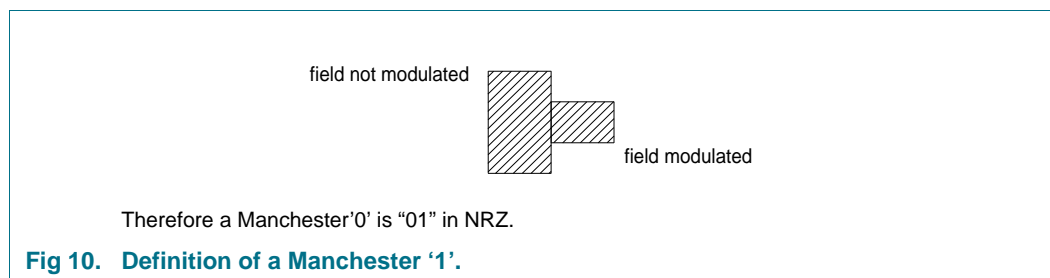 field not modulated
field modulated
Therefore a Manchester'0' is “01” in NRZ.
Fig 10. Definition of a Manchester ‘1’.